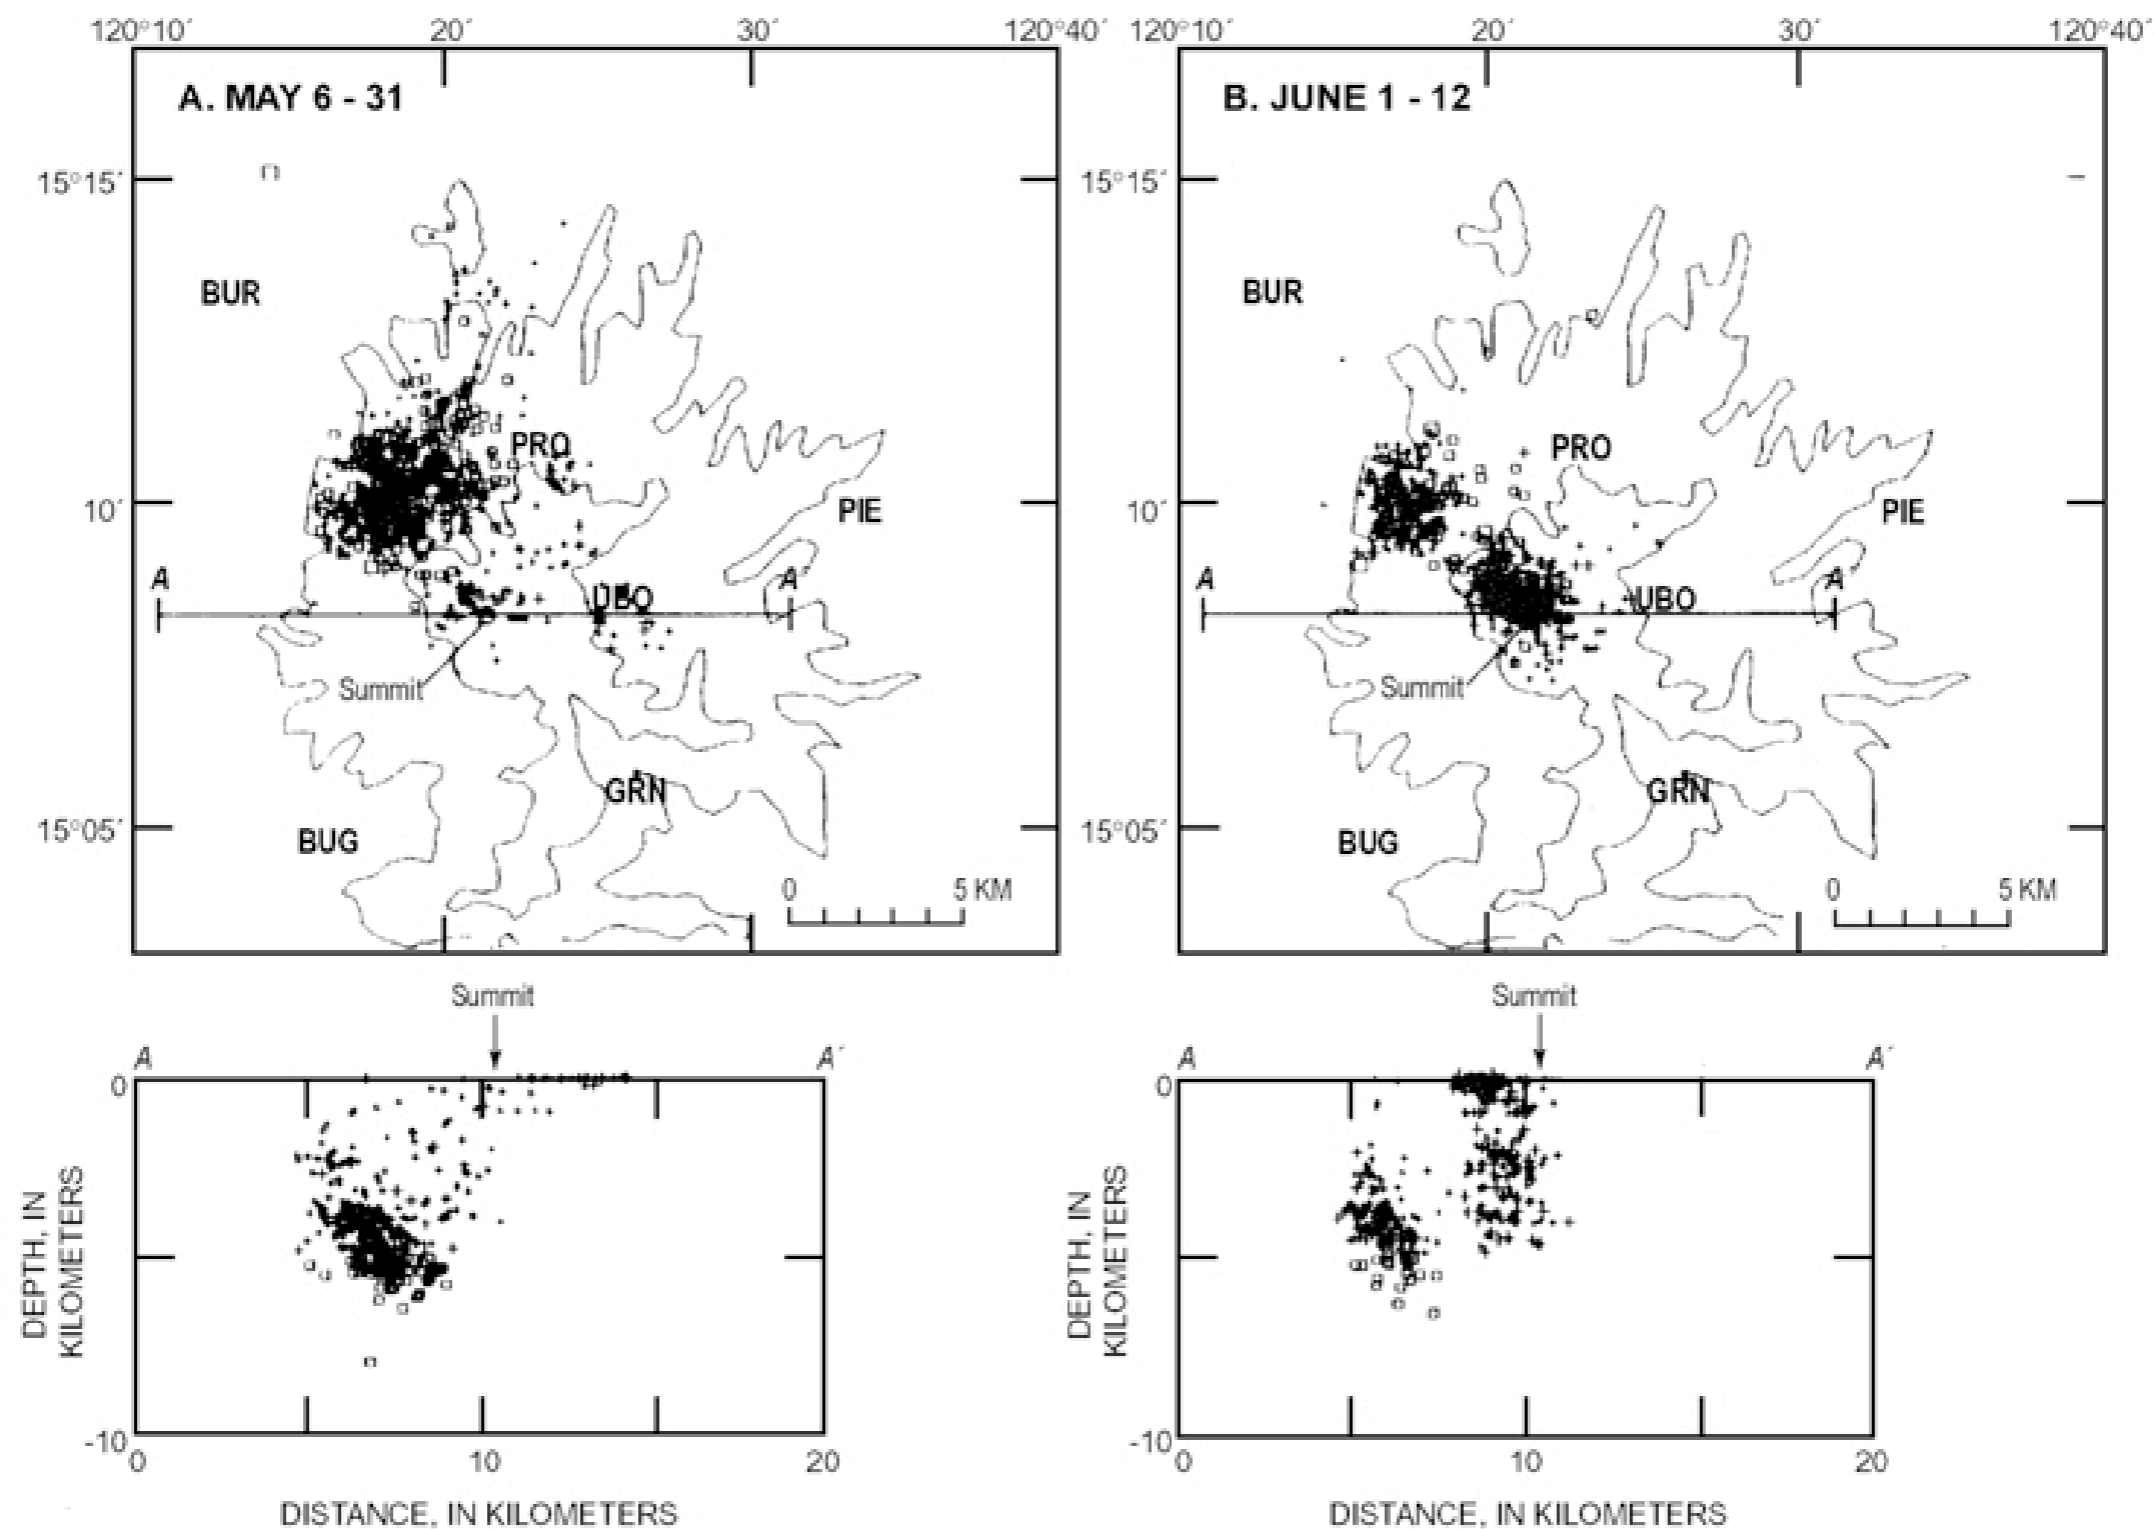 120°10´ 20´ 30´ 120°40´
A. MAY 6 - 31
15°15´
BUR
PRO
10´
PIE
A A´
UBO
Summit
GRN
15°05´
BUG
0 5 KM
120°10´ 20´ 30´ 120°40´
B. JUNE 1 - 12
15°15´
BUR
PRO
10´
PIE
A A´
UBO
Summit
GRN
15°05´
BUG
0 5 KM
Summit
A A´
0
DEPTH, IN
KILOMETERS
-10
0 10 20
DISTANCE, IN KILOMETERS
Summit
A A´
0
DEPTH, IN
KILOMETERS
-10
0 10 20
DISTANCE, IN KILOMETERS